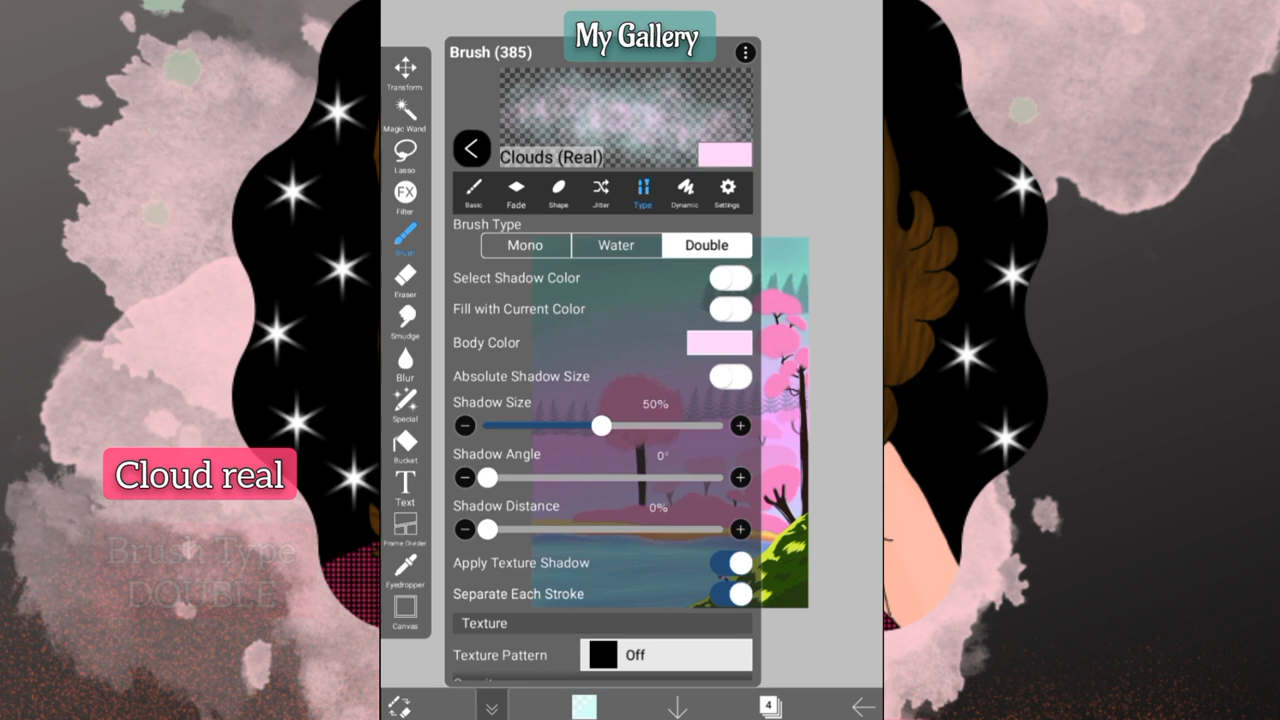 My Gallery
Brush (385)
Clouds (Real)
Transform
Magic Wand
Lasso
FX
Filter
Brush
Eraser
Smudge
Blur
Special
Bucket
T
Text
Frame Divider
Eyedropper
Canvas
Basic
Fade
Shape
Jitter
Type
Dynamic
Settings
Brush Type
Mono
Water
Double
Select Shadow Color
Fill with Current Color
Body Color
Absolute Shadow Size
Shadow Size
50%
Shadow Angle
0°
Shadow Distance
0%
Apply Texture Shadow
Separate Each Stroke
Texture
Texture Pattern
Off
4
Cloud real
Brush Type
DOUBLE